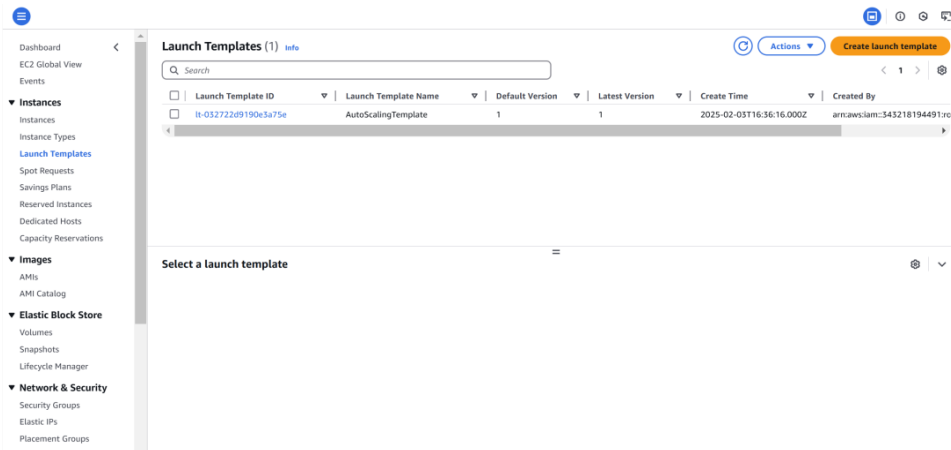 Dashboard
EC2 Global View
Events
Instances
Instances
Instance Types
Launch Templates
Spot Requests
Savings Plans
Reserved Instances
Dedicated Hosts
Capacity Reservations
Images
AMIs
AMI Catalog
Elastic Block Store
Volumes
Snapshots
Lifecycle Manager
Network & Security
Security Groups
Elastic IPs
Placement Groups
Launch Templates (1) Info
Actions
Create launch template
Search
1
Launch Template ID Launch Template Name Default Version Latest Version Create Time Created By
lt-032722d9190e3a75e AutoScalingTemplate 1 1 2025-02-03T16:36:16.000Z arn:aws:iam::343218194491:ro
Select a launch template